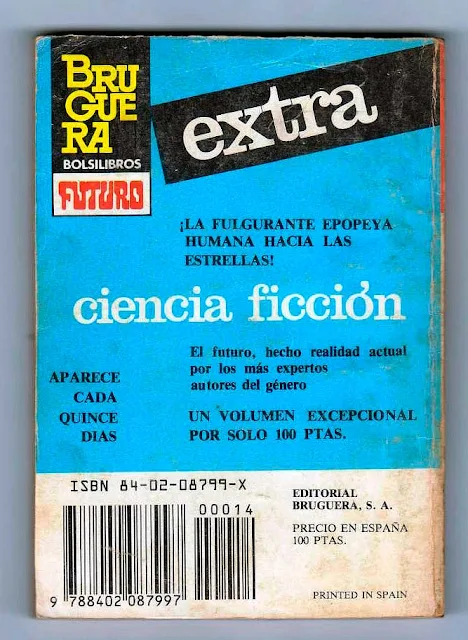 BRU
GUE
RA
BOLSILIBROS
FUTURO
extra
¡LA FULGURANTE EPOPEYA
HUMANA HACIA LAS
ESTRELLAS!
ciencia ficción
El futuro, hecho realidad actual
por los más expertos
autores del género
APARECE
CADA
QUINCE
DIAS
UN VOLUMEN EXCEPCIONAL
POR SOLO 100 PTAS.
ISBN 84-02-08799-X
00014
9 788402 087997
EDITORIAL
BRUGUERA, S. A.
PRECIO EN ESPAÑA
100 PTAS.
PRINTED IN SPAIN